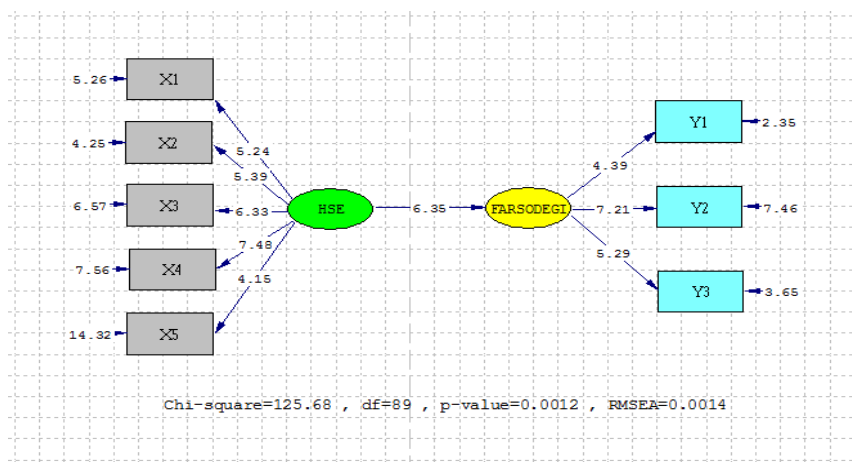 5.26 X1
4.25 X2
6.57 X3
7.56 X4
14.32 X5
5.24
5.39
6.33
7.48
4.15
HSE
6.35
FARSODEGI
4.39
7.21
5.29
Y1 2.35
Y2 7.46
Y3 3.65
Chi-square=125.68 , df=89 , p-value=0.0012 , RMSEA=0.0014